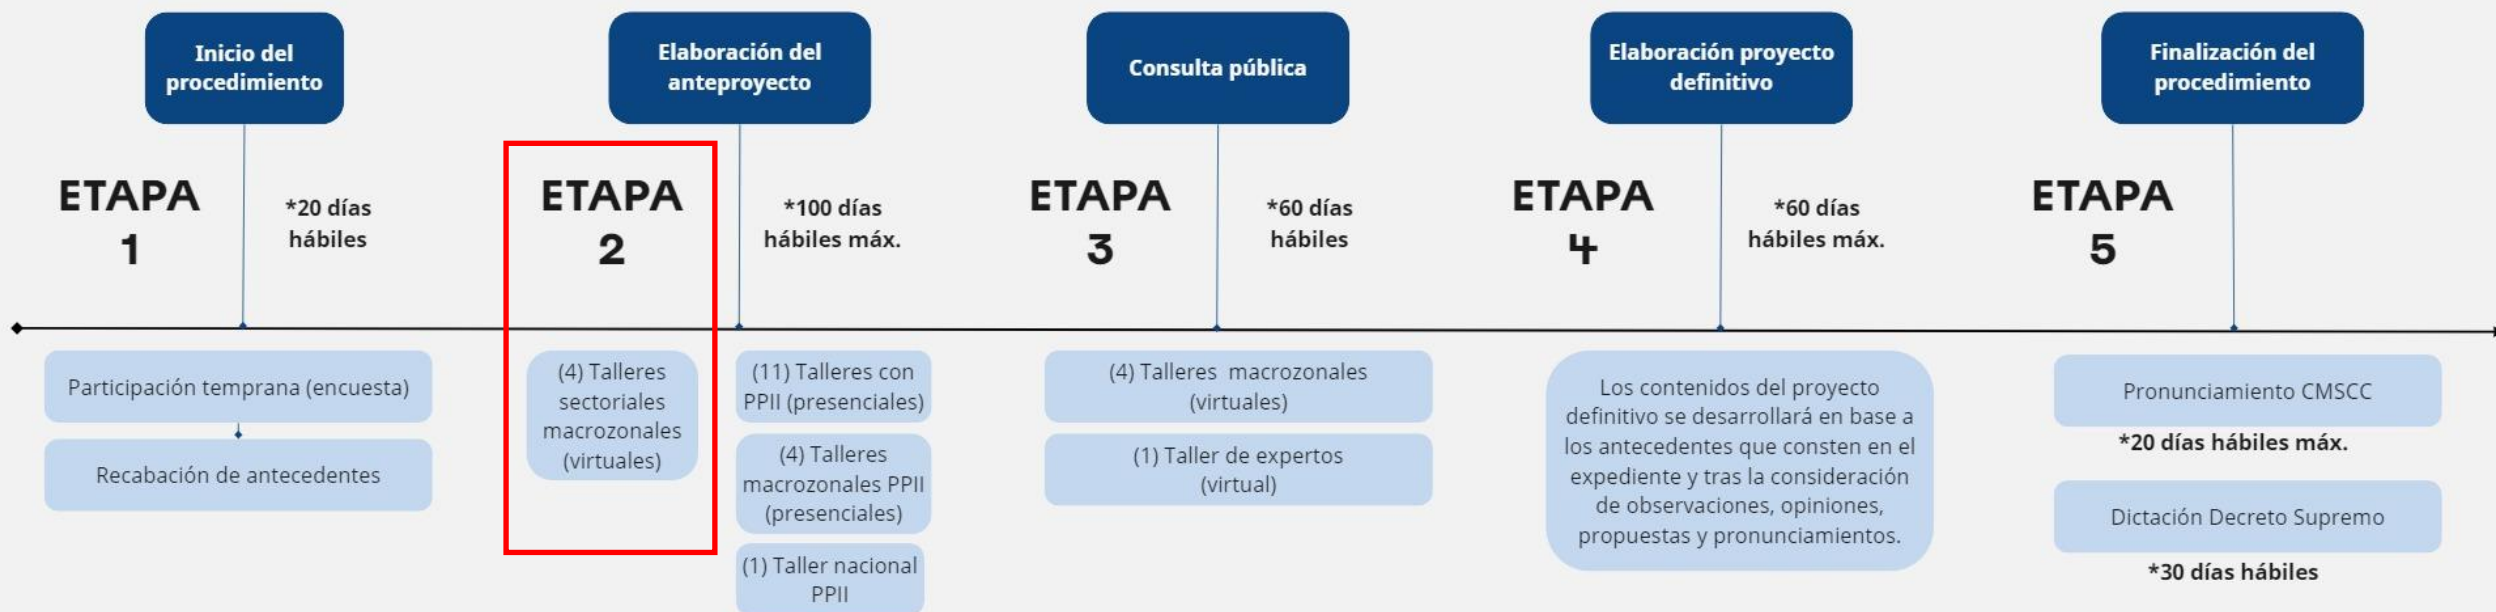 Inicio del
procedimiento
ETAPA
1
*20 días
hábiles
Participación temprana (encuesta)
Recabación de antecedentes
Elaboración del
anteproyecto
ETAPA
2
*100 días
hábiles máx.
(4) Talleres
sectoriales
macrozonales
(virtuales)
(11) Talleres con
PPII (presenciales)
(4) Talleres
macrozonales PPII
(presenciales)
(1) Taller nacional
PPII
Consulta pública
ETAPA
3
*60 días
hábiles
(4) Talleres macrozonales
(virtuales)
(1) Taller de expertos
(virtual)
Elaboración proyecto
definitivo
ETAPA
4
*60 días
hábiles máx.
Los contenidos del proyecto
definitivo se desarrollará en base a
los antecedentes que consten en el
expediente y tras la consideración
de observaciones, opiniones,
propuestas y pronunciamientos.
Finalización del
procedimiento
ETAPA
5
Pronunciamiento CMSCC
*20 días hábiles máx.
Dictación Decreto Supremo
*30 días hábiles